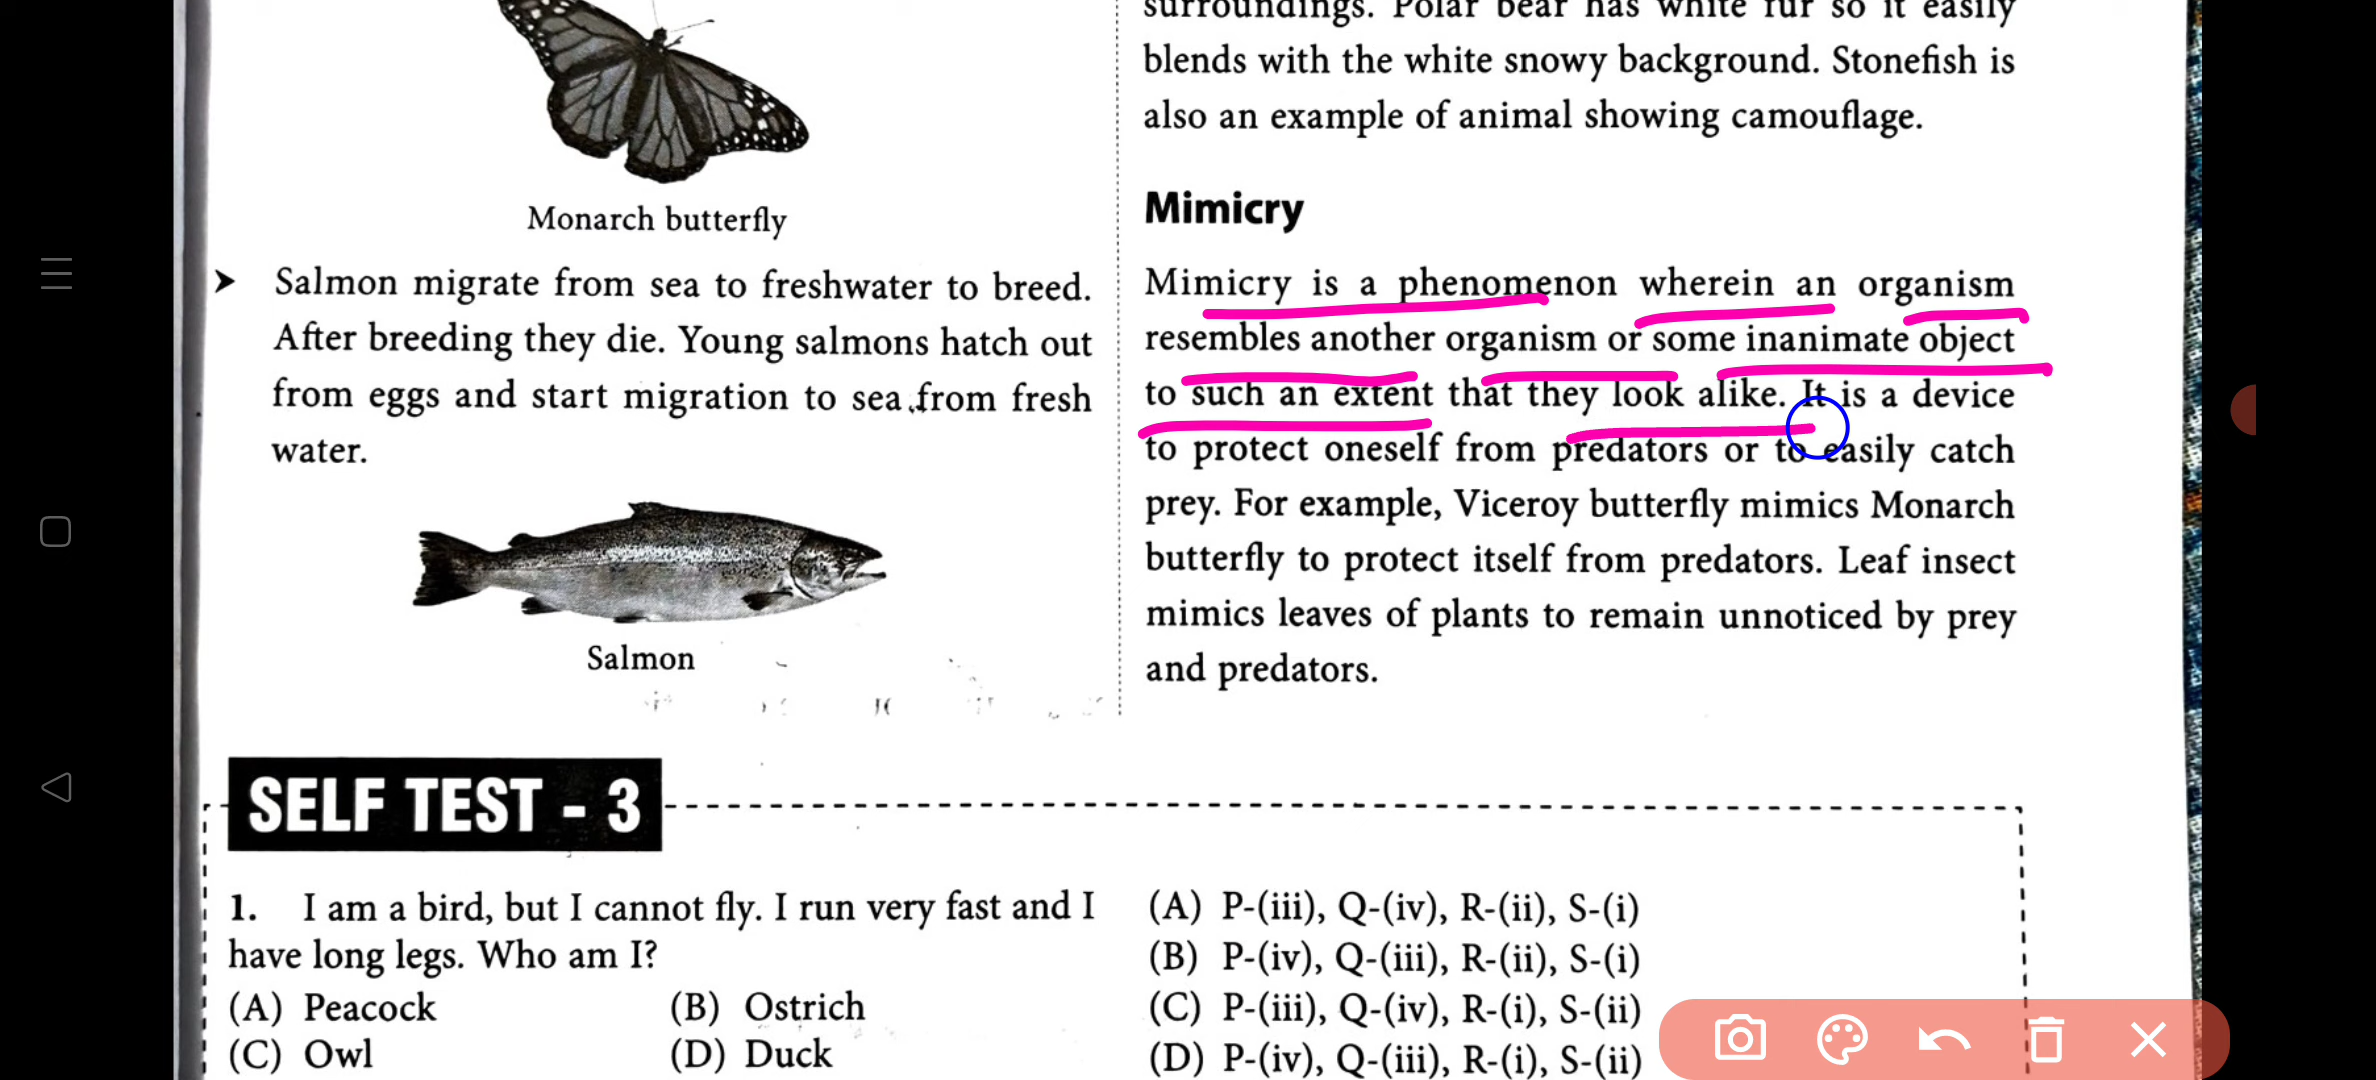 Monarch butterfly
➤ Salmon migrate from sea to freshwater to breed.
After breeding they die. Young salmons hatch out
from eggs and start migration to sea from fresh
water.
Salmon
surroundings. Polar bear has white fur so it easily
blends with the white snowy background. Stonefish is
also an example of animal showing camouflage.
Mimicry
Mimicry is a phenomenon wherein an organism
resembles another organism or some inanimate object
to such an extent that they look alike. It is a device
to protect oneself from predators or to easily catch
prey. For example, Viceroy butterfly mimics Monarch
butterfly to protect itself from predators. Leaf insect
mimics leaves of plants to remain unnoticed by prey
and predators.
SELF TEST - 3
1. I am a bird, but I cannot fly. I run very fast and I
have long legs. Who am I?
(A) Peacock (B) Ostrich
(C) Owl (D) Duck
(A) P-(iii), Q-(iv), R-(ii), S-(i)
(B) P-(iv), Q-(iii), R-(ii), S-(i)
(C) P-(iii), Q-(iv), R-(i), S-(ii)
(D) P-(iv), Q-(iii), R-(i), S-(ii)